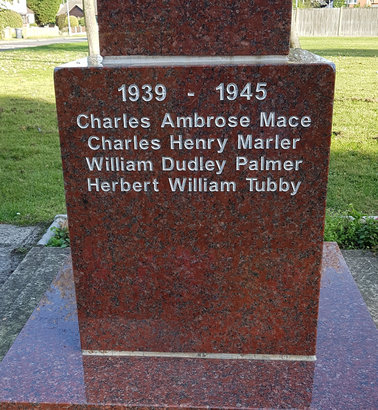 1939 - 1945
Charles Ambrose Mace
Charles Henry Marler
William Dudley Palmer
Herbert William Tubby